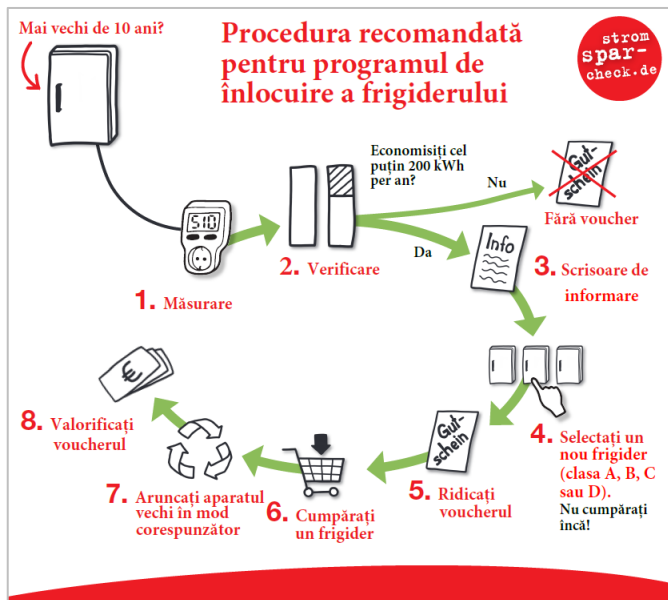 Mai vechi de 10 ani?
Procedura recomandată
pentru programul de
înlocuire a frigiderului
strom
spar-
check.de
510
1. Măsurare
2. Verificare
Economisiți cel
puțin 200 kWh
per an?
Nu
Da
Gut-
schein
Fără voucher
Info
3. Scrisoare de
informare
4. Selectați un
nou frigider
(clasa A, B, C
sau D).
Nu cumpărați
încă!
Gut-
schein
5. Ridicați
voucherul
6. Cumpărați
un frigider
7. Aruncați aparatul
vechi în mod
corespunzător
€
8. Valorificați
voucherul